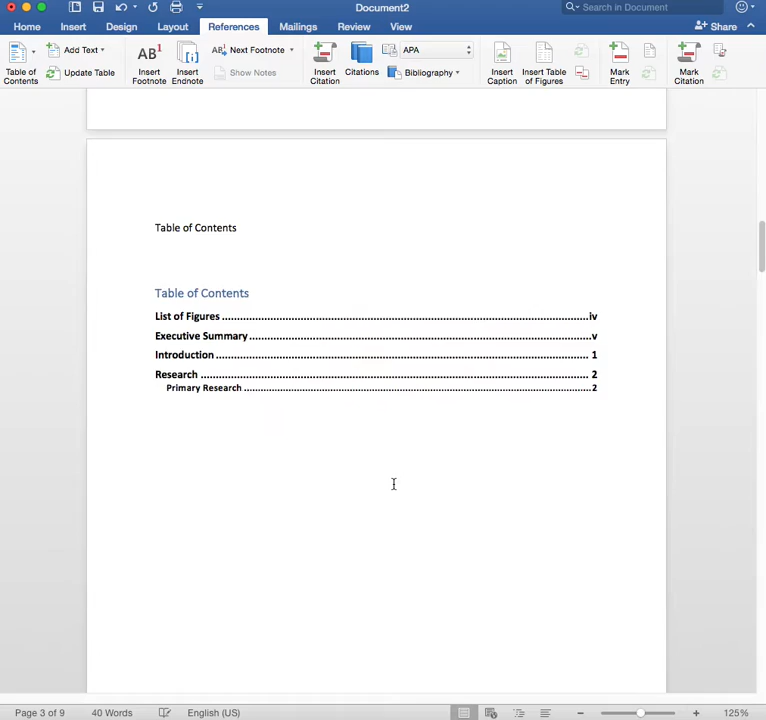 Document2
Search in Document
Home Insert Design Layout References Mailings Review View
Share
Table of Contents
Add Text
Update Table
AB1
Insert Footnote
Insert Endnote
AB1 Next Footnote
Show Notes
Insert Citation
Citations
APA
Bibliography
Insert Caption
Insert Table of Figures
Mark Entry
Mark Citation
Table of Contents
Table of Contents
List of Figures ........ iv
Executive Summary ........ v
Introduction ........ 1
Research ........ 2
Primary Research ........ 2
Page 3 of 9 40 Words English (US) 125%